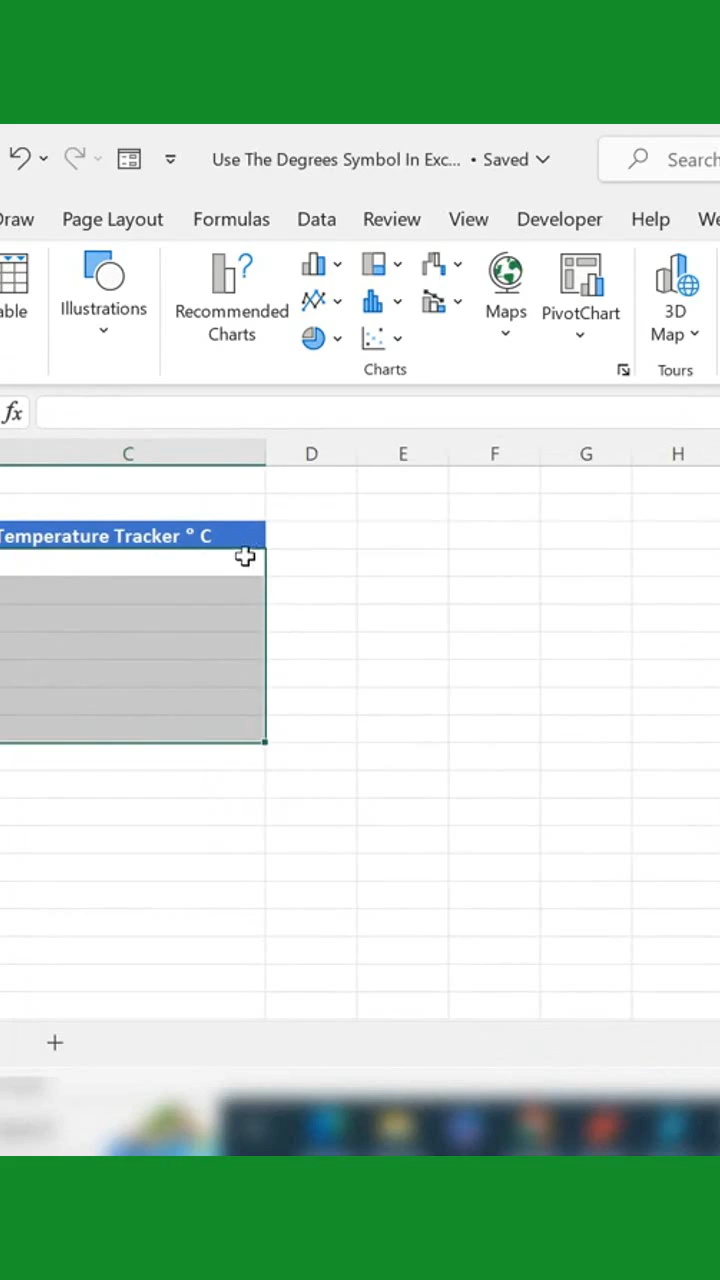 Use The Degrees Symbol In Exc... • Saved
Search
Draw Page Layout Formulas Data Review View Developer Help We
able
Illustrations
Recommended
Charts
Maps
PivotChart
3D
Map
Charts
Tours
fx
C D E F G H
Temperature Tracker ° C